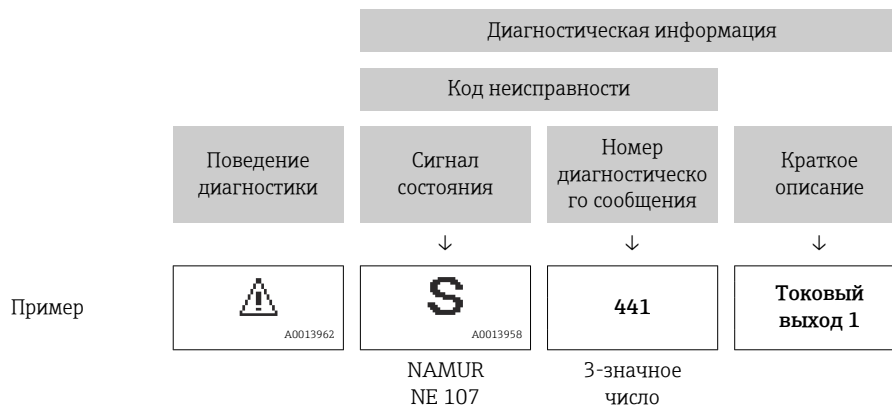 Диагностическая информация
Код неисправности
Поведение
диагностики
Сигнал
состояния
Номер
диагностическо
го сообщения
Краткое
описание
↓ ↓ ↓
Пример
A0013962
S
A0013958
441
Токовый
выход 1
NAMUR
NE 107
3-значное
число